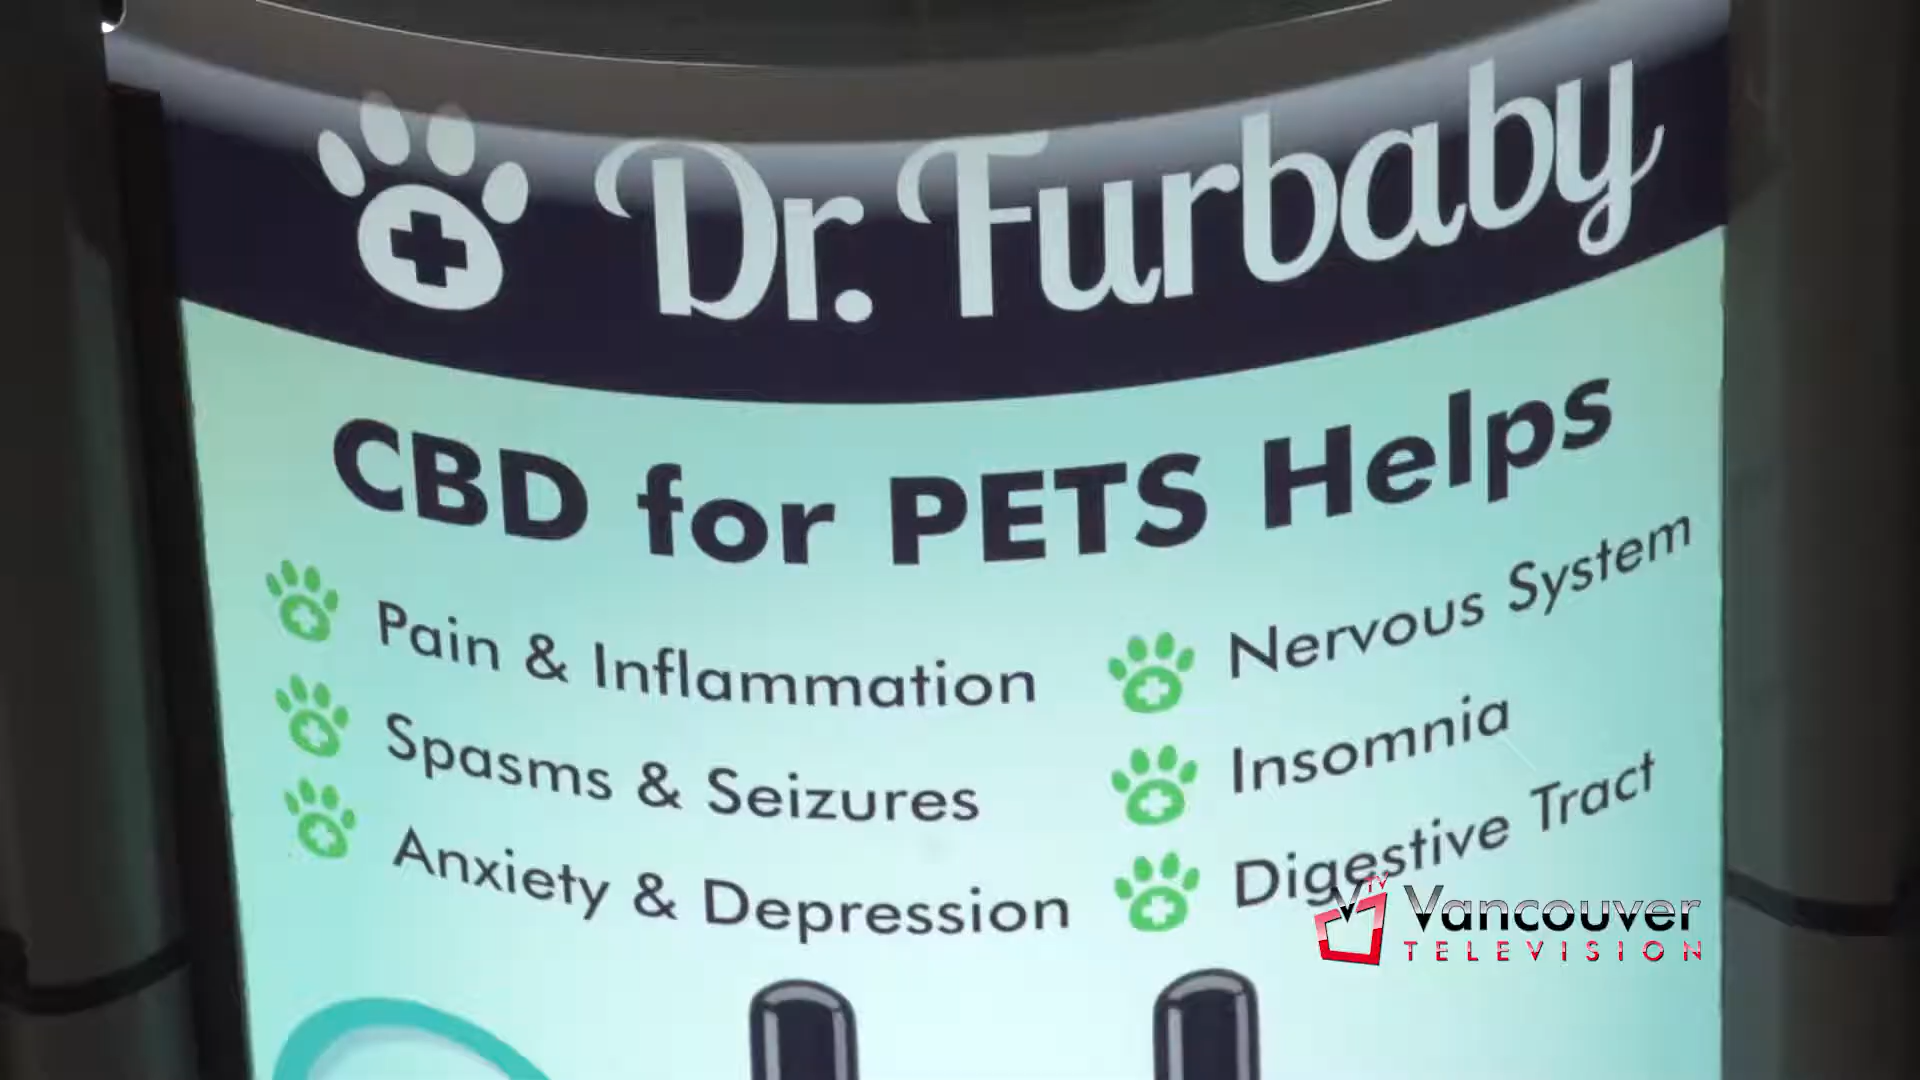 Dr. Furbaby
CBD for PETS Helps
Pain & Inflammation
Spasms & Seizures
Anxiety & Depression
Nervous System
Insomnia
Digestive Tract
TV
Vancouver
TELEVISION